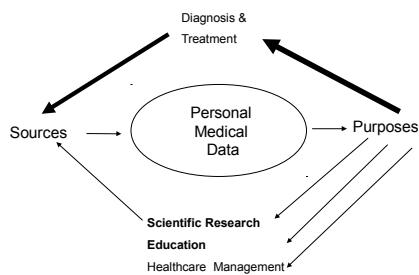 Diagnosis &
Treatment
Sources
Personal
Medical
Data
Purposes
Scientific Research
Education
Healthcare Management